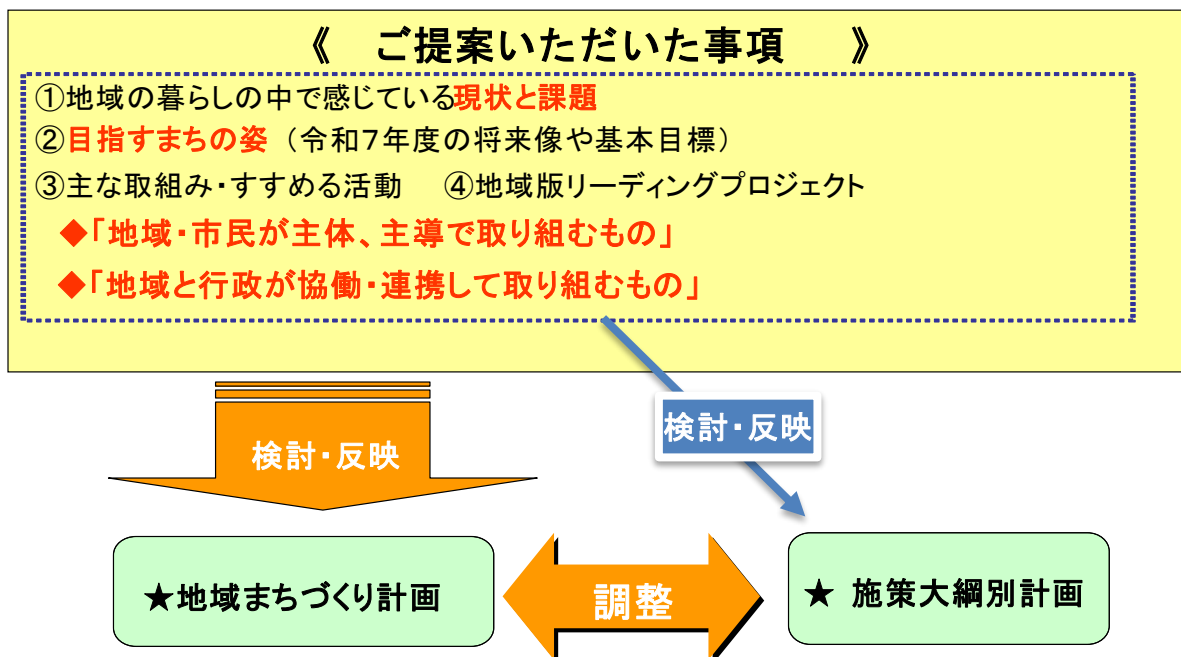 《 ご提案いただいた事項 》
①地域の暮らしの中で感じている現状と課題
②目指すまちの姿（令和７年度の将来像や基本目標）
③主な取組み・すすめる活動 ④地域版リーディングプロジェクト
◆「地域・市民が主体、主導で取り組むもの」
◆「地域と行政が協働・連携して取り組むもの」
検討・反映
検討・反映
★地域まちづくり計画
調整
★ 施策大綱別計画